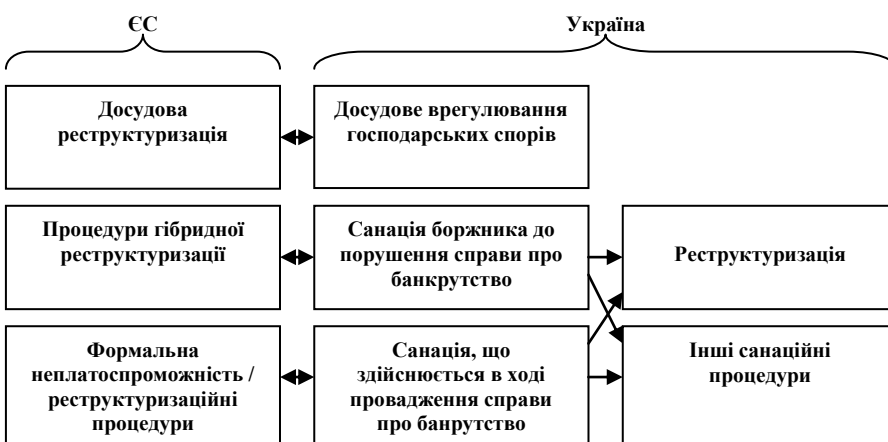 ЄС
Україна
Досудова
реструктуризація
Досудове врегулювання
господарських спорів
Процедури гібридної
реструктуризації
Санація боржника до
порушення справи про
банкрутство
Реструктуризація
Формальна
неплатоспроможність /
реструктуризаційні
процедури
Санація, що
здійснюється в ході
провадження справи
про банрутство
Інші санаційні
процедури